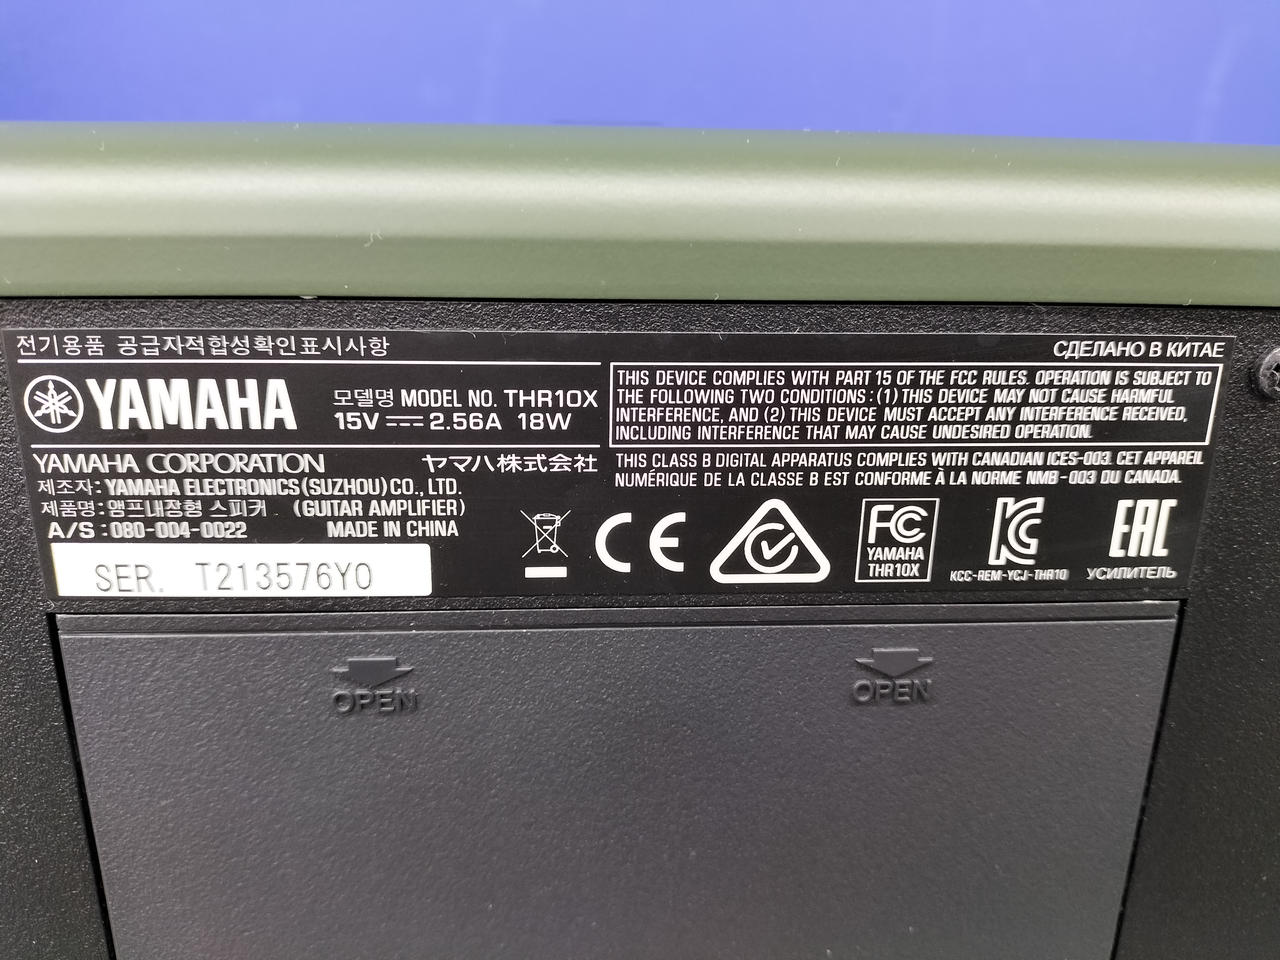 전기용품 공급자적합성확인표시사항
СДЕЛАНО В КИТАЕ
YAMAHA
모델명 MODEL NO. THR10X
15V 2.56A 18W
THIS DEVICE COMPLIES WITH PART 15 OF THE FCC RULES. OPERATION IS SUBJECT TO
THE FOLLOWING TWO CONDITIONS: (1) THIS DEVICE MAY NOT CAUSE HARMFUL
INTERFERENCE, AND (2) THIS DEVICE MUST ACCEPT ANY INTERFERENCE RECEIVED,
INCLUDING INTERFERENCE THAT MAY CAUSE UNDESIRED OPERATION.
YAMAHA CORPORATION ヤマハ株式会社
제조자: YAMAHA ELECTRONICS (SUZHOU) CO., LTD.
제품명: 앰프내장형 스피커 (GUITAR AMPLIFIER)
A/S : 080-004-0022 MADE IN CHINA
THIS CLASS B DIGITAL APPARATUS COMPLIES WITH CANADIAN ICES-003. CET APPAREIL
NUMÉRIQUE DE LA CLASSE B EST CONFORME À LA NORME NMB-003 DU CANADA.
CE
FC
YAMAHA
THR10X
KC
KCC-REM-YCJ-THR10
EAC
УСИЛИТЕЛЬ
SER. T213576Y0
OPEN
OPEN